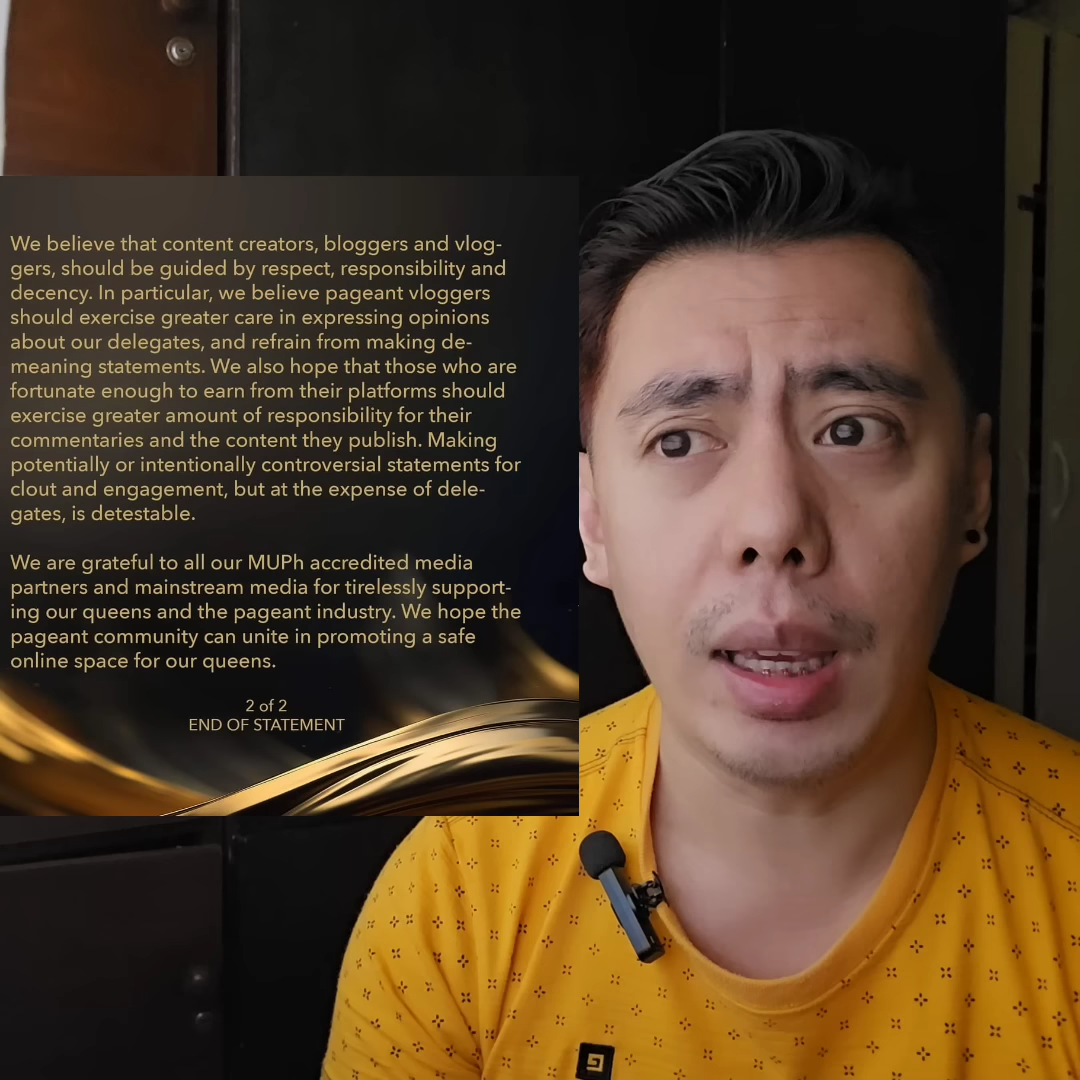 We believe that content creators, bloggers and vlog-
gers, should be guided by respect, responsibility and
decency. In particular, we believe pageant vloggers
should exercise greater care in expressing opinions
about our delegates, and refrain from making de-
meaning statements. We also hope that those who are
fortunate enough to earn from their platforms should
exercise greater amount of responsibility for their
commentaries and the content they publish. Making
potentially or intentionally controversial statements for
clout and engagement, but at the expense of dele-
gates, is detestable.
We are grateful to all our MUPh accredited media
partners and mainstream media for tirelessly support-
ing our queens and the pageant industry. We hope the
pageant community can unite in promoting a safe
online space for our queens.
2 of 2
END OF STATEMENT